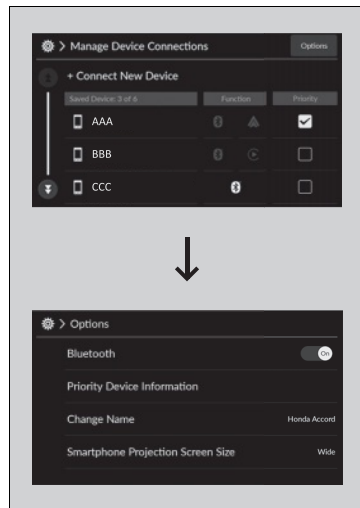 > Manage Device Connections
Options
+ Connect New Device
Saved Device: 3 of 6 Function Priority
AAA
BBB
CCC
> Options
Bluetooth On
Priority Device Information
Change Name Honda Accord
Smartphone Projection Screen Size Wide